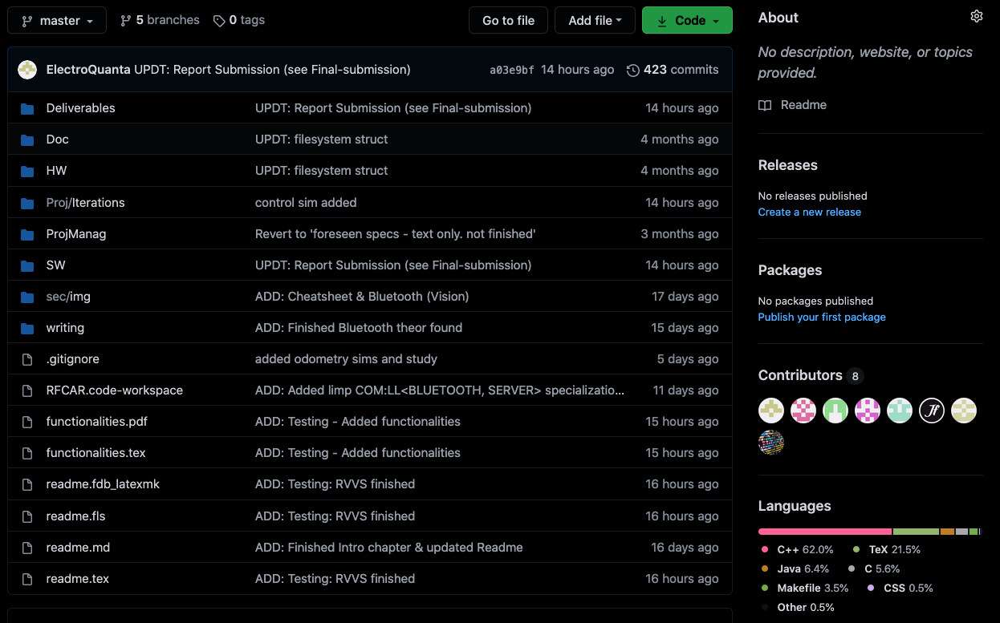 master 5 branches 0 tags Go to file Add file Code
ElectroQuanta UPDT: Report Submission (see Final-submission) a03e9bf 14 hours ago 423 commits
Deliverables UPDT: Report Submission (see Final-submission) 14 hours ago
Doc UPDT: filesystem struct 4 months ago
HW UPDT: filesystem struct 4 months ago
Proj/Iterations control sim added 14 hours ago
ProjManag Revert to 'foreseen specs - text only. not finished' 3 months ago
SW UPDT: Report Submission (see Final-submission) 14 hours ago
sec/img ADD: Cheatsheet & Bluetooth (Vision) 17 days ago
writing ADD: Finished Bluetooth theor found 15 days ago
.gitignore added odometry sims and study 5 days ago
RFCAR.code-workspace ADD: Added limp COM:LL<BLUETOOTH, SERVER> specializatio... 11 days ago
functionalities.pdf ADD: Testing - Added functionalities 15 hours ago
functionalities.tex ADD: Testing - Added functionalities 15 hours ago
readme.fdb_latexmk ADD: Testing: RVVS finished 16 hours ago
readme.fls ADD: Testing: RVVS finished 16 hours ago
readme.md ADD: Finished Intro chapter & updated Readme 16 days ago
readme.tex ADD: Testing: RVVS finished 16 hours ago
About
No description, website, or topics
provided.
Readme
Releases
No releases published
Create a new release
Packages
No packages published
Publish your first package
Contributors 8
Languages
C++ 62.0% TeX 21.5%
Java 6.4% C 5.6%
Makefile 3.5% CSS 0.5%
Other 0.5%